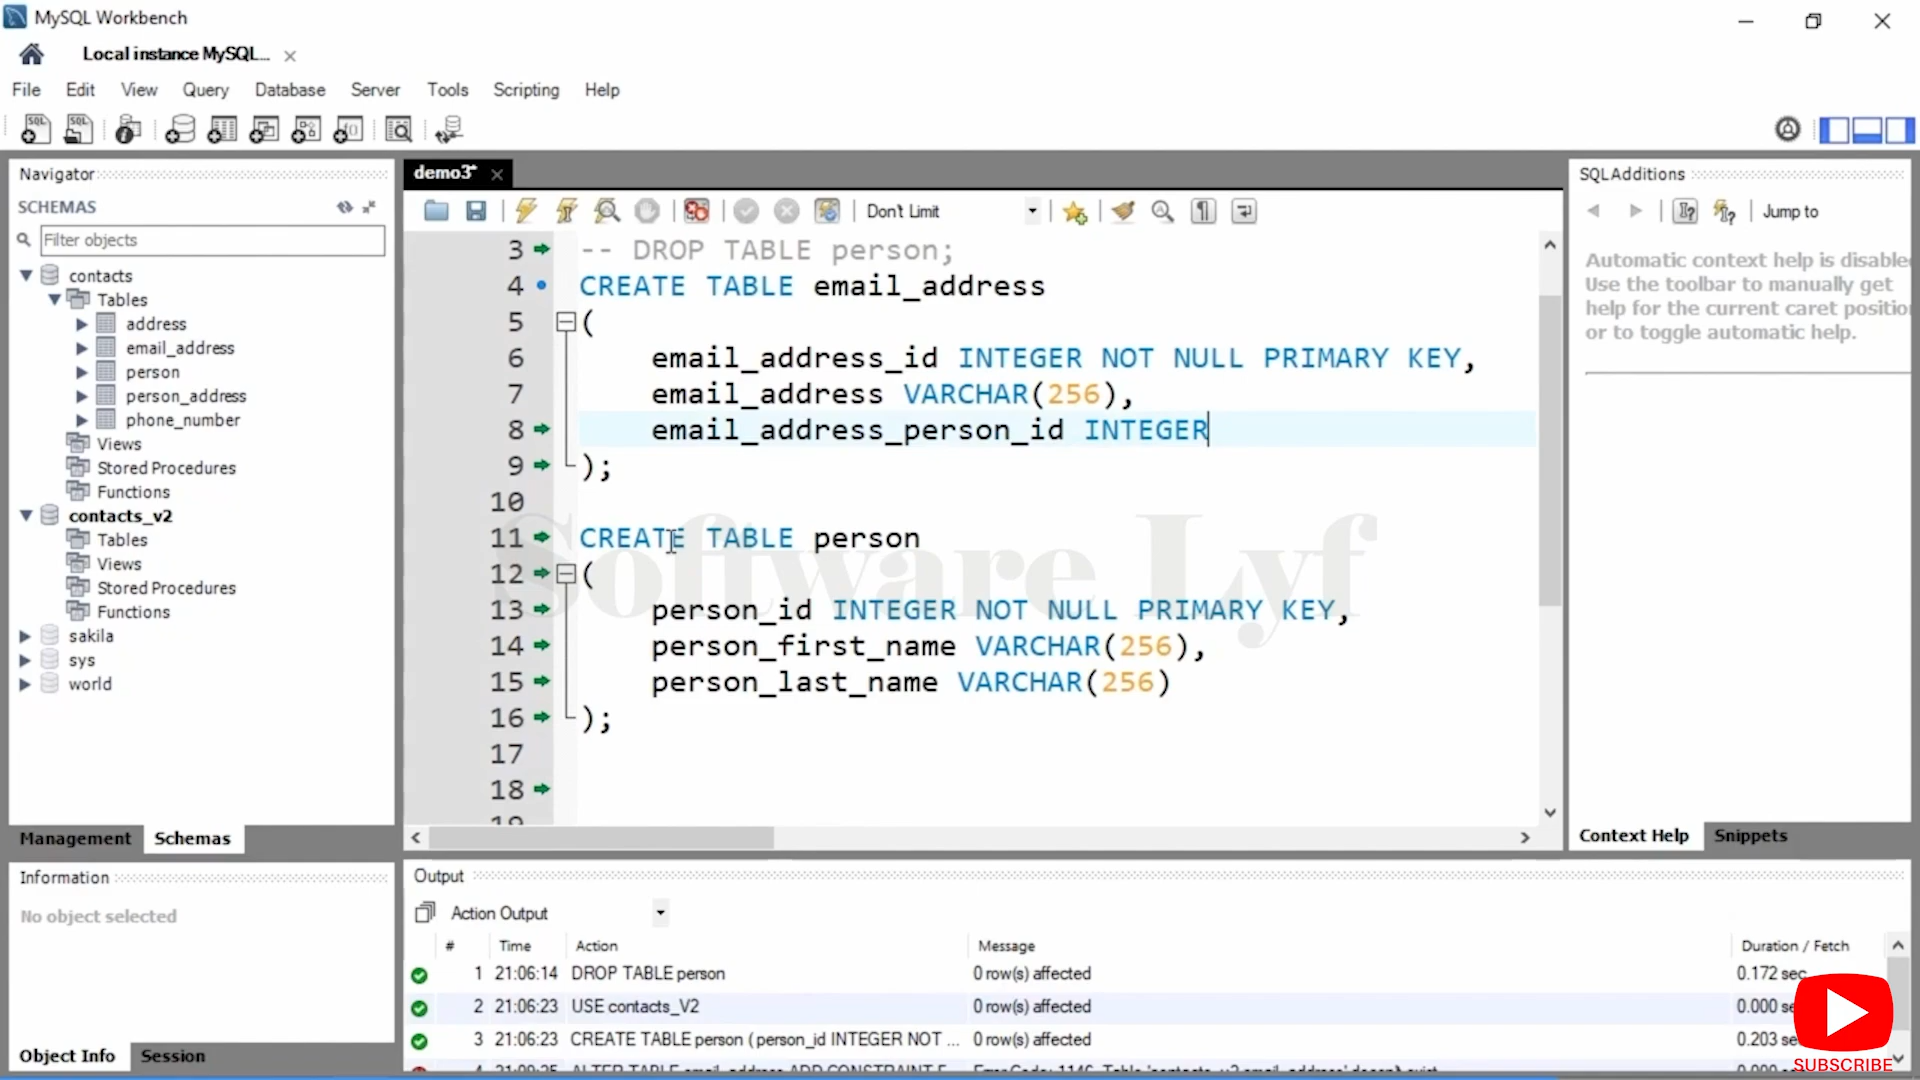 MySQL Workbench
Local instance MySQL...
File Edit View Query Database Server Tools Scripting Help
Navigator
SCHEMAS
Filter objects
contacts
Tables
address
email_address
person
person_address
phone_number
Views
Stored Procedures
Functions
contacts_v2
Tables
Views
Stored Procedures
Functions
sakila
sys
world
Management Schemas
Information
No object selected
Object Info Session
demo3*
Don't Limit
3 -- DROP TABLE person;
4 CREATE TABLE email_address
5 (
6 email_address_id INTEGER NOT NULL PRIMARY KEY,
7 email_address VARCHAR(256),
8 email_address_person_id INTEGER
9 );
10
11 CREATE TABLE person
12 (
13 person_id INTEGER NOT NULL PRIMARY KEY,
14 person_first_name VARCHAR(256),
15 person_last_name VARCHAR(256)
16 );
17
18
19
Software Lyf
SQLAdditions
Jump to
Automatic context help is disable
Use the toolbar to manually get
help for the current caret positio
or to toggle automatic help.
Context Help Snippets
Output
Action Output
# Time Action Message Duration / Fetch
1 21:06:14 DROP TABLE person 0 row(s) affected 0.172 sec
2 21:06:23 USE contacts_V2 0 row(s) affected 0.000 se
3 21:06:23 CREATE TABLE person ( person_id INTEGER NOT ... 0 row(s) affected 0.203 se
SUBSCRIBE